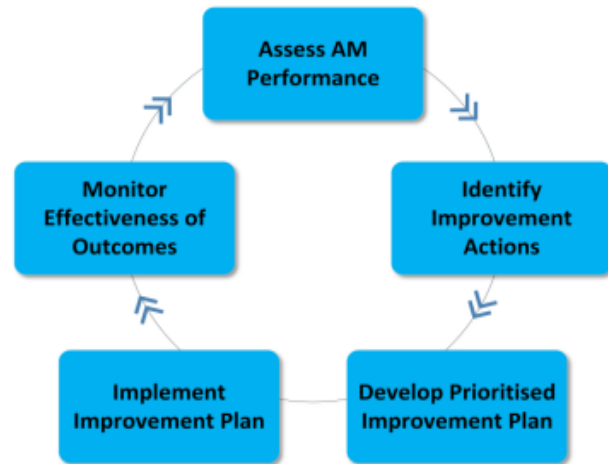 Assess AM
Performance
Identify
Improvement
Actions
Develop Prioritised
Improvement Plan
Implement
Improvement Plan
Monitor
Effectiveness of
Outcomes